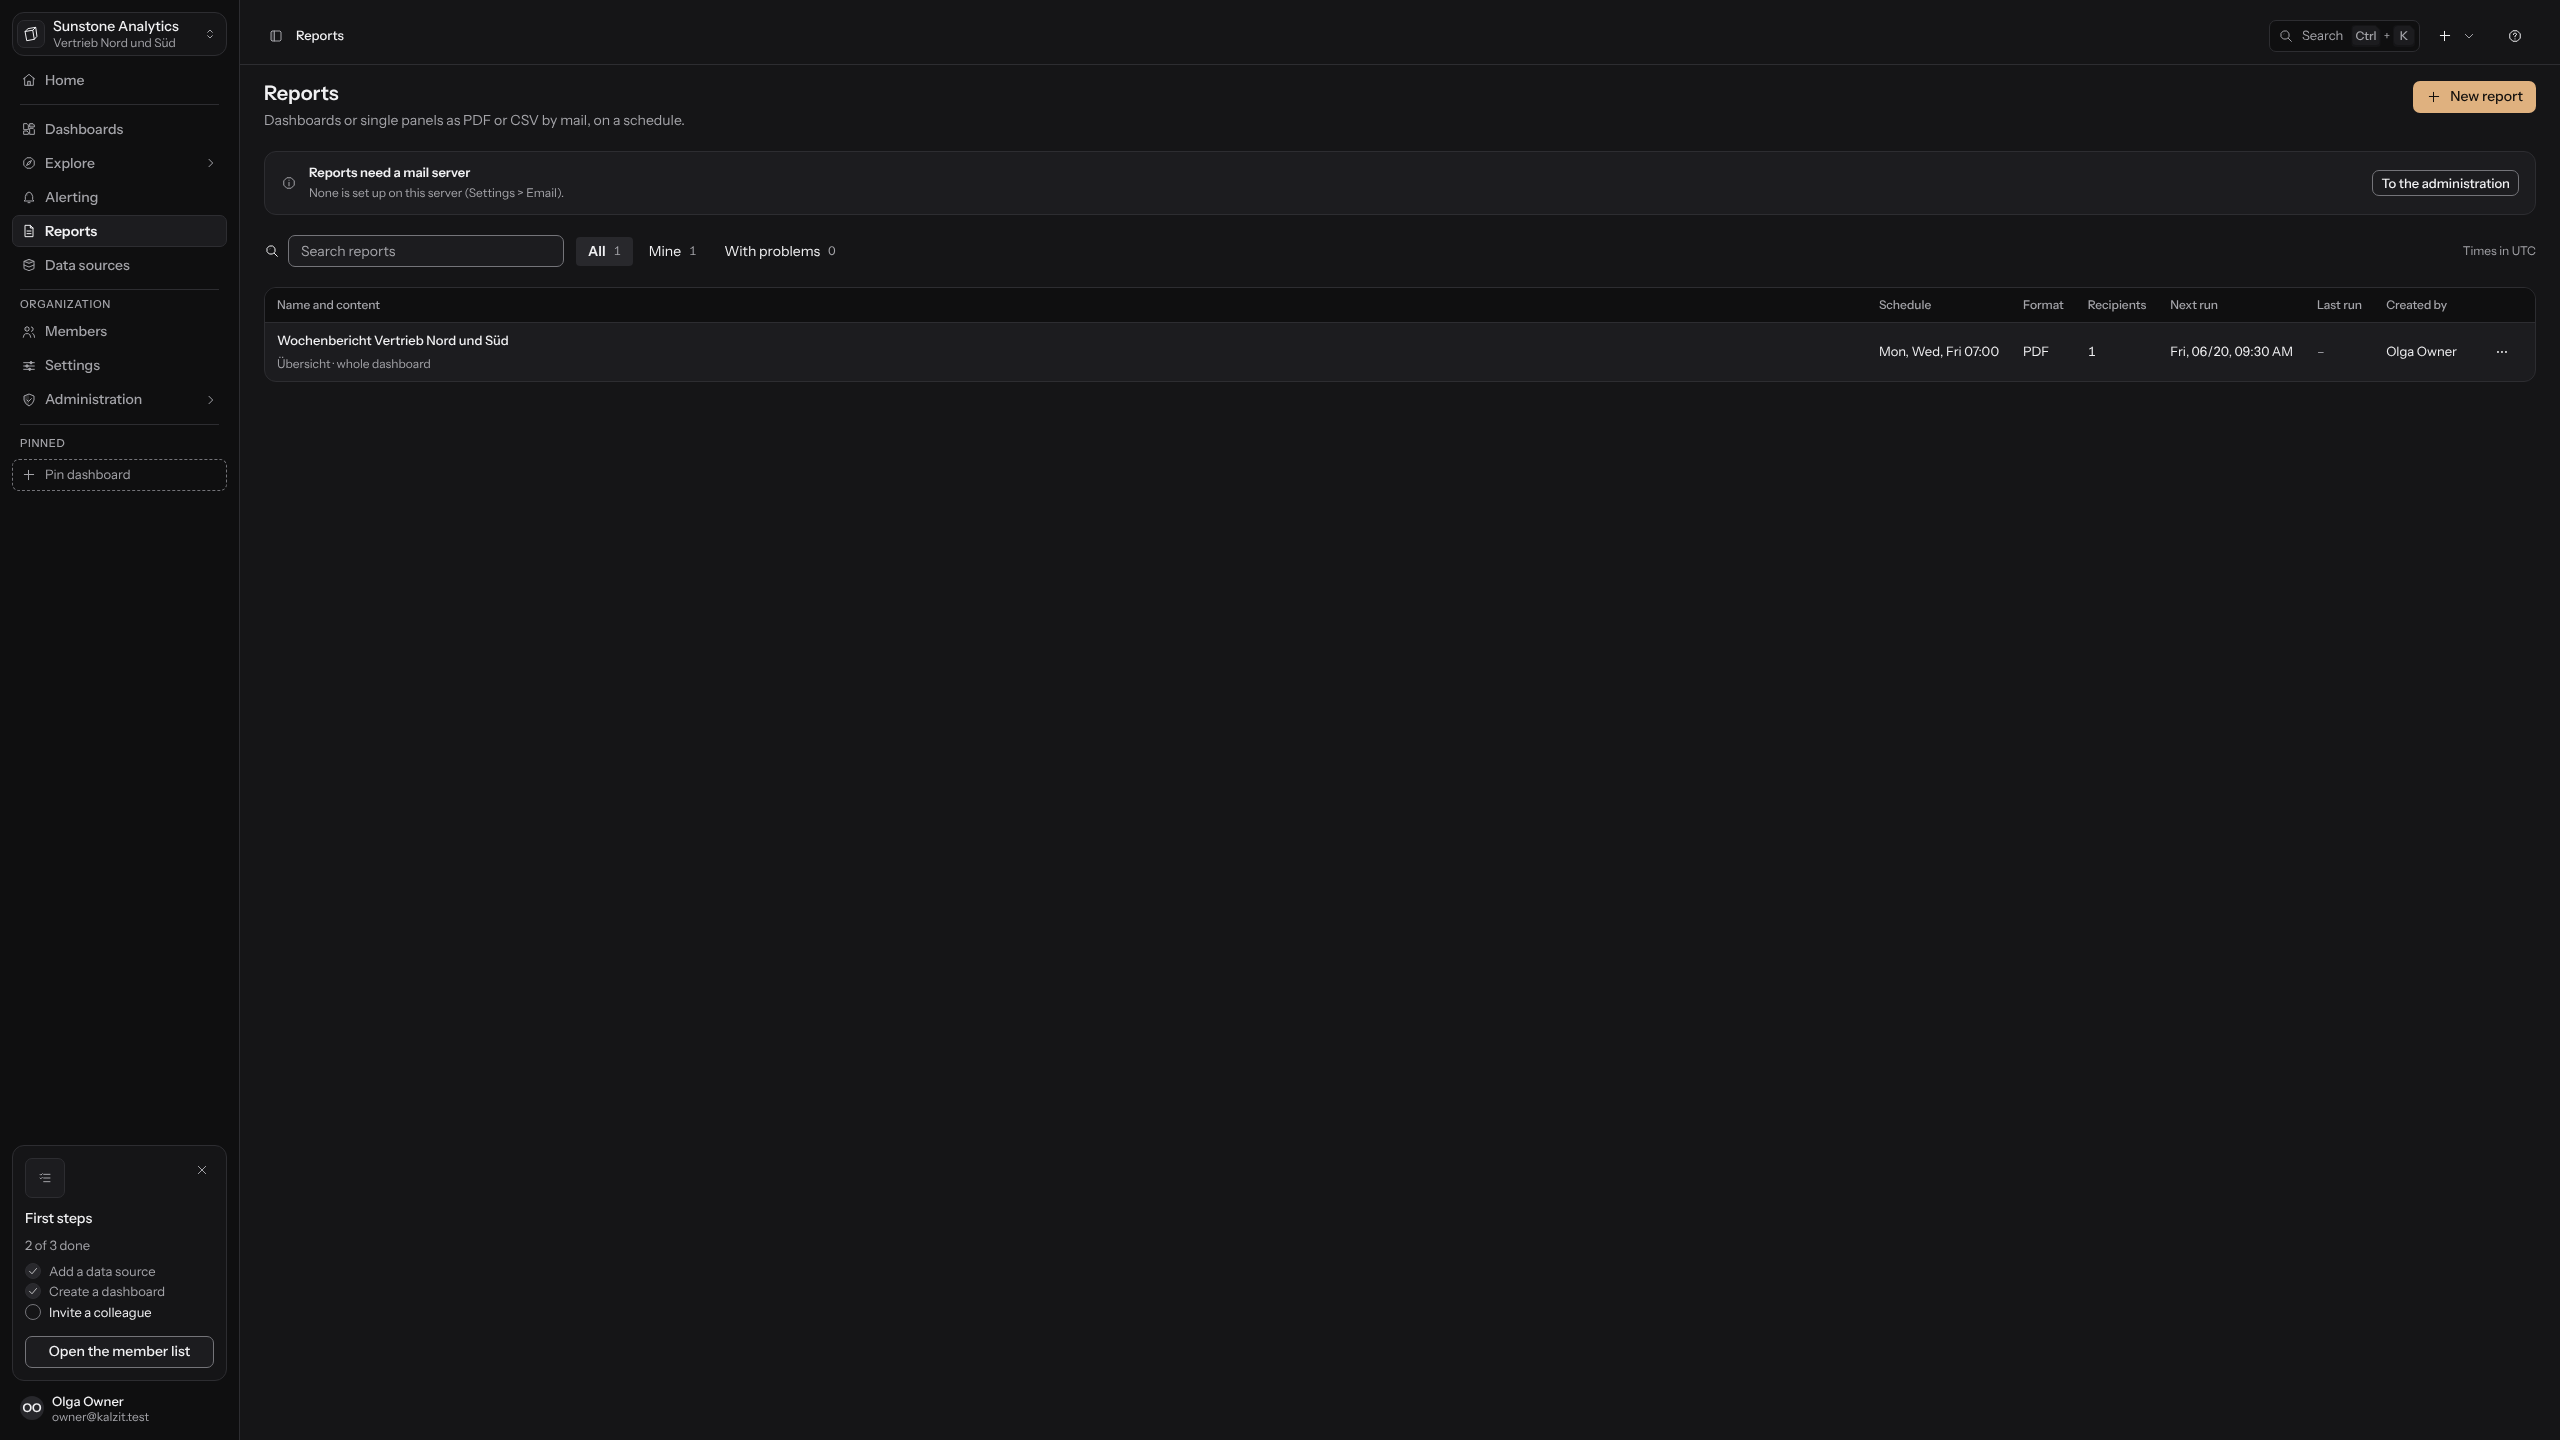 Sunstone Analytics
Vertrieb Nord und Süd
Home
Dashboards
Explore
Alerting
Reports
Data sources
ORGANIZATION
Members
Settings
Administration
PINNED
Pin dashboard
First steps
2 of 3 done
Add a data source
Create a dashboard
Invite a colleague
Open the member list
OO
Olga Owner
owner@kalzit.test
Reports
Search Ctrl + K
Reports
Dashboards or single panels as PDF or CSV by mail, on a schedule.
New report
Reports need a mail server
None is set up on this server (Settings > Email).
To the administration
Search reports
All 1
Mine 1
With problems 0
Times in UTC
Name and content Schedule Format Recipients Next run Last run Created by
Wochenbericht Vertrieb Nord und Süd
Übersicht · whole dashboard
Mon, Wed, Fri 07:00 PDF 1 Fri, 06/20, 09:30 AM – Olga Owner